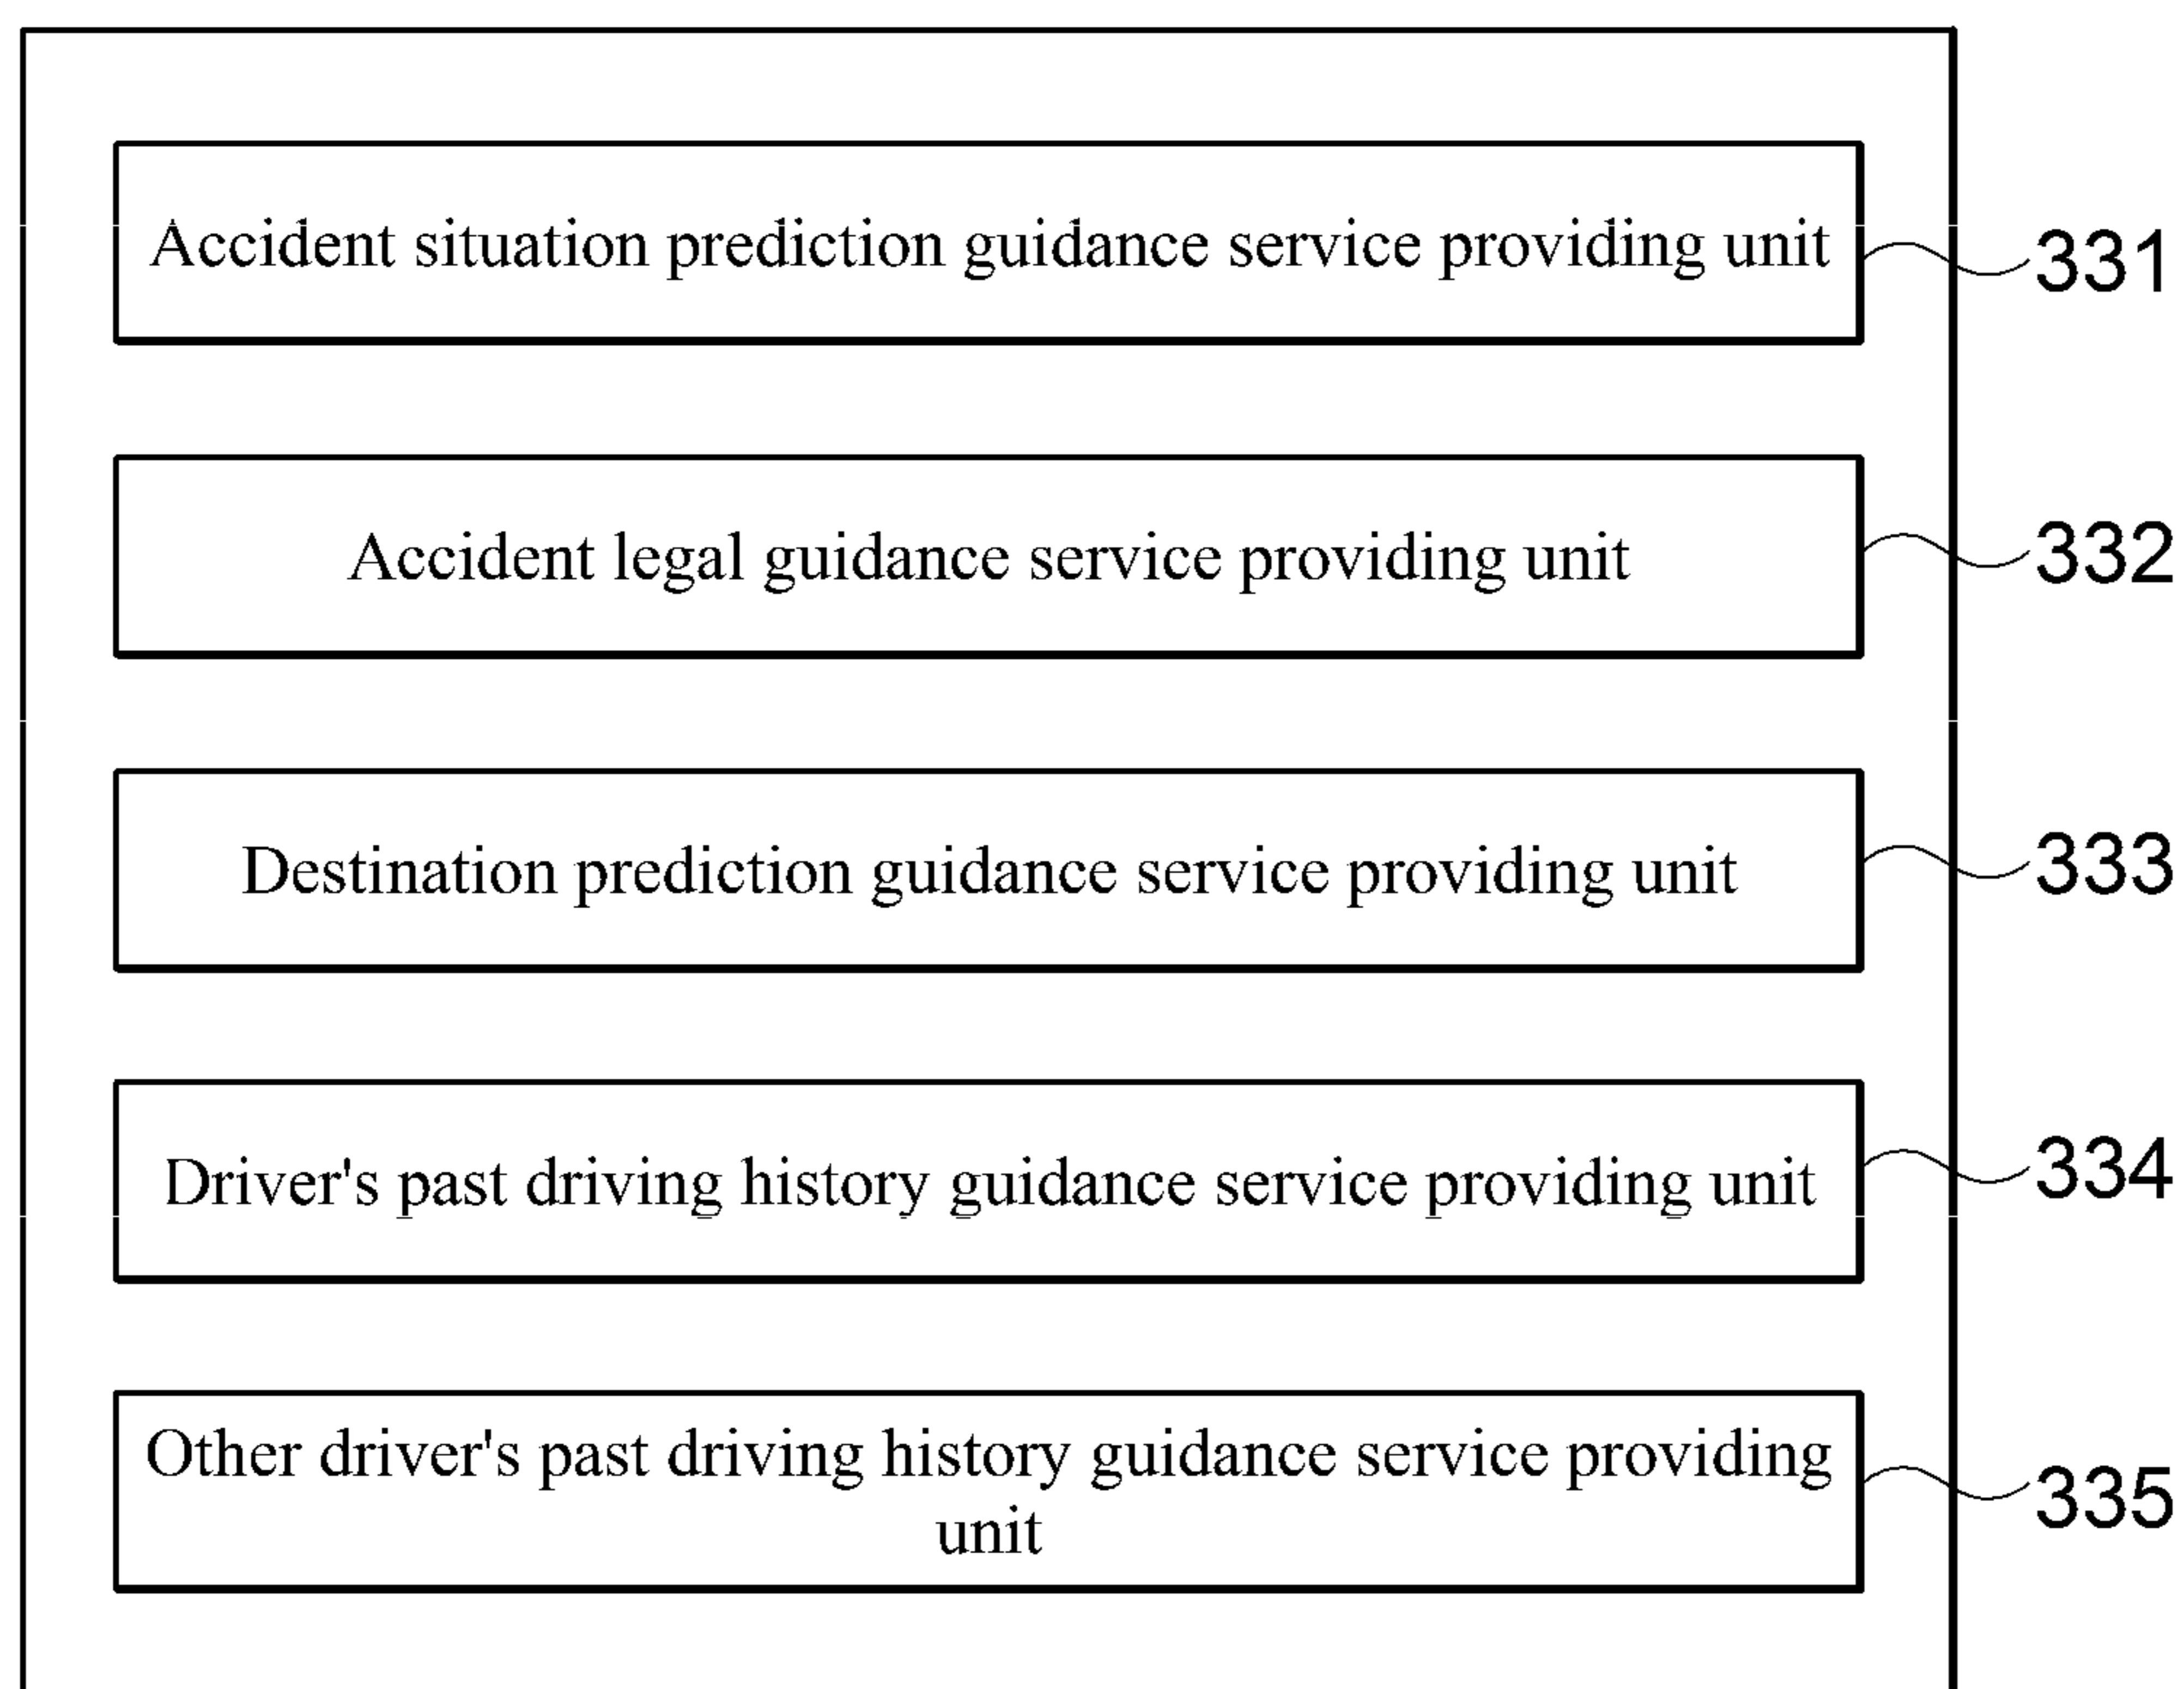 Accident situation prediction guidance service providing unit
331
Accident legal guidance service providing unit
332
Destination prediction guidance service providing unit
333
Driver's past driving history guidance service providing unit
334
Other driver's past driving history guidance service providing
unit
335